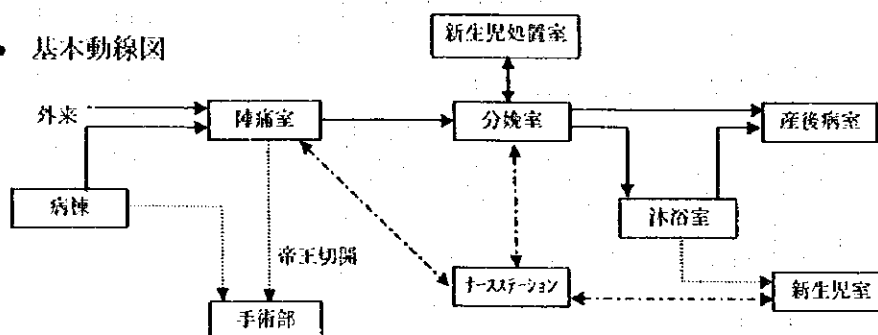 • 基本動線図
新生児処置室
外来
陣痛室
分娩室
産後病室
病棟
沐浴室
帝王切開
ナースステーション
新生児室
手術部